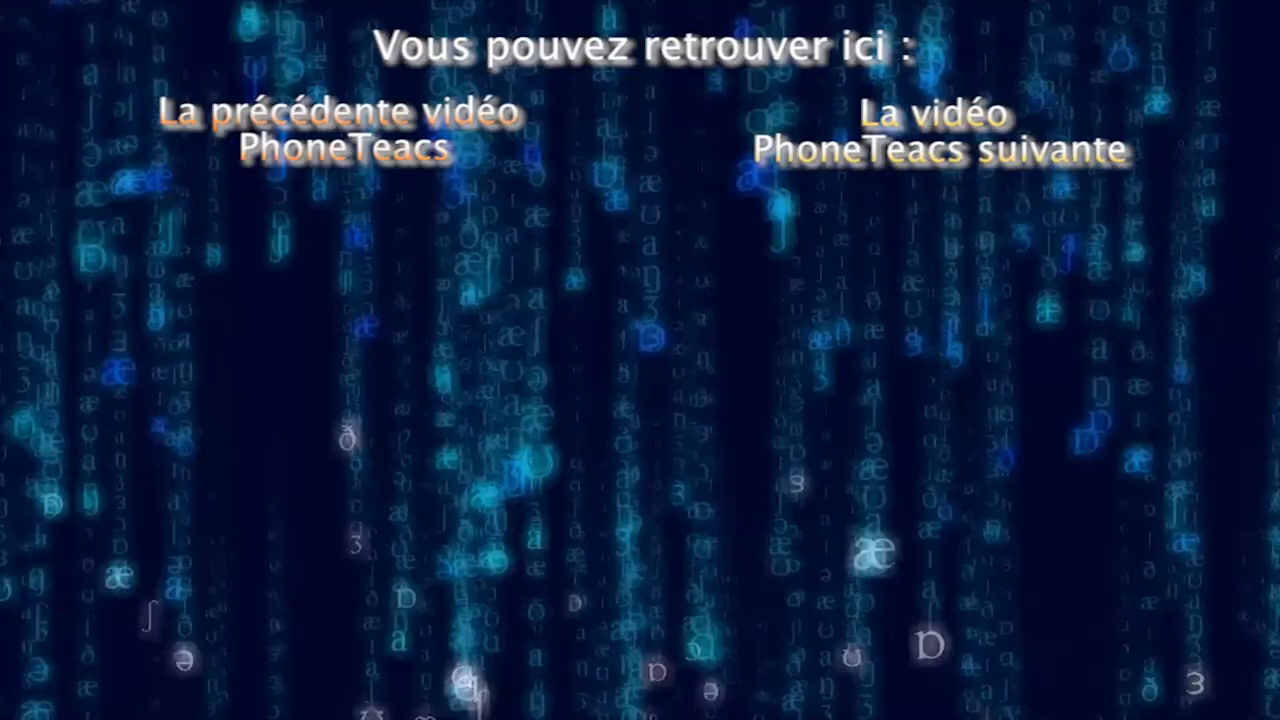 Vous pouvez retrouver ici :
La précédente vidéo
PhoneTeacs
La vidéo
PhoneTeacs suivante